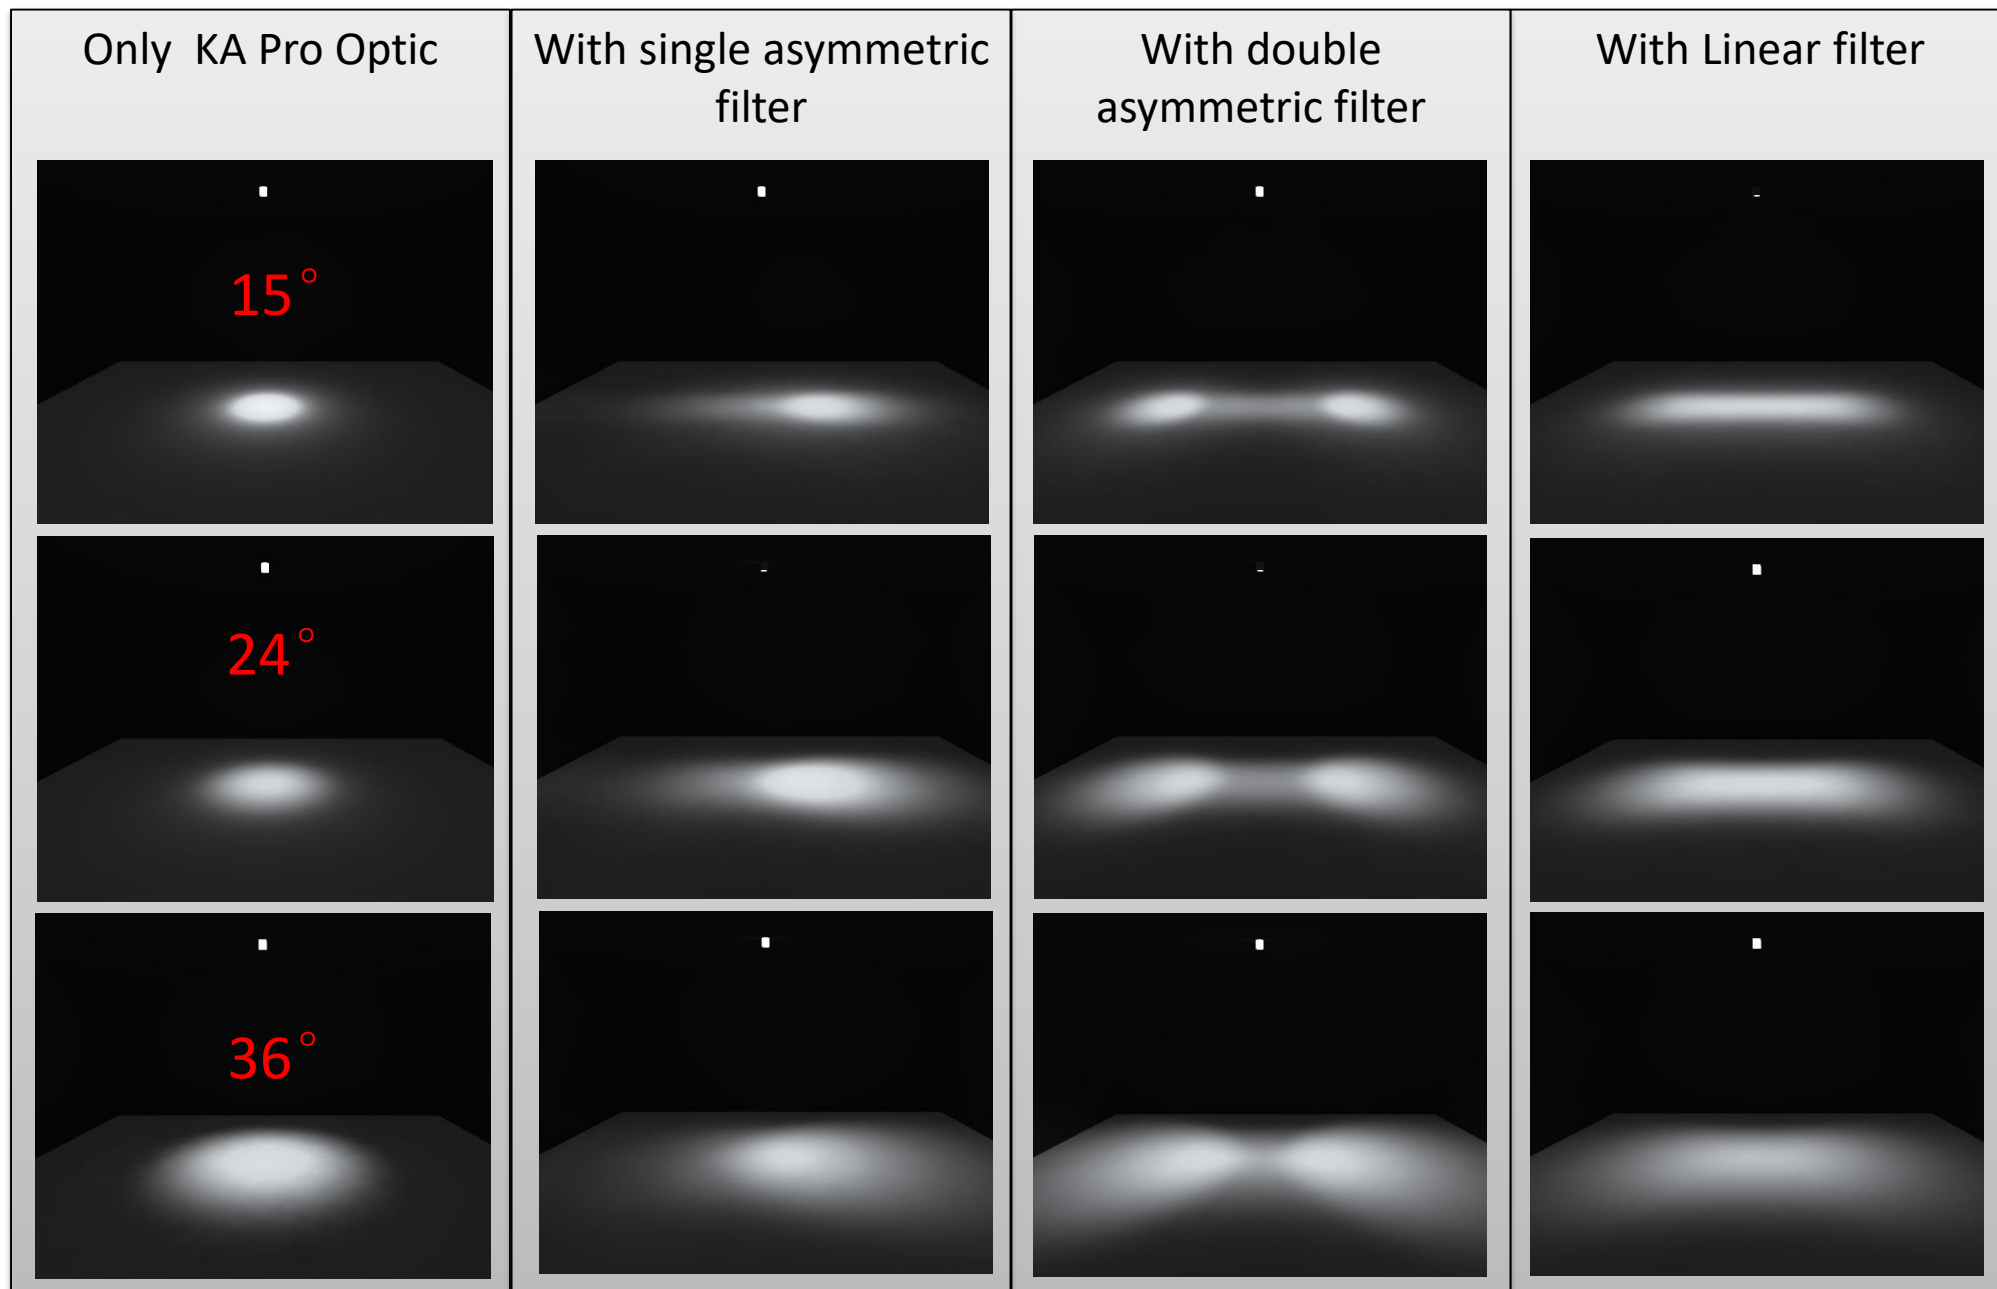 Only  KA Pro Optic
With single asymmetric
filter
With double
asymmetric filter
With Linear filter
15°
24°
36°